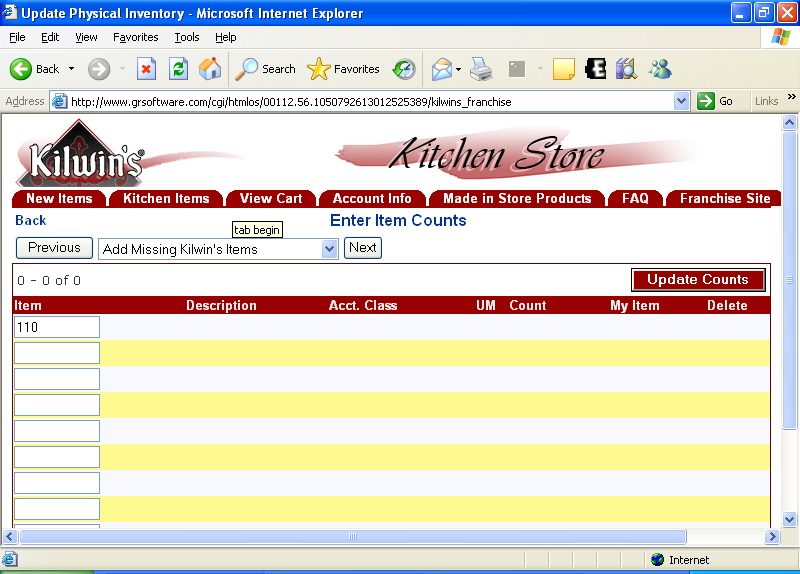 Update Physical Inventory - Microsoft Internet Explorer
File Edit View Favorites Tools Help
Back Search Favorites
Address http://www.grsoftware.com/cgi/htmlos/00112.56.1050792613012525389/kilwins_franchise Go Links »
Kilwin's® Kitchen Store
New Items Kitchen Items View Cart Account Info Made in Store Products FAQ Franchise Site
Back Enter Item Counts
tab begin
Previous Add Missing Kilwin's Items Next
0 - 0 of 0 Update Counts
Item Description Acct. Class UM Count My Item Delete
110
Internet